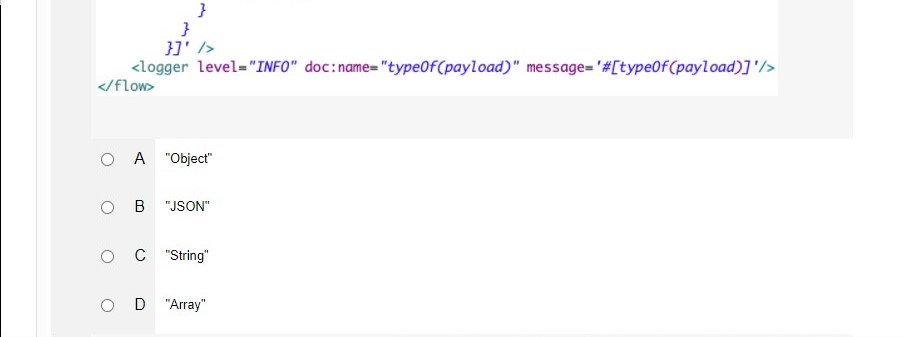 }
}
}]' />
<logger level="INFO" doc:name="typeOf(payload)" message='#[typeOf(payload)]'/>
</flow>
A "Object"
B "JSON"
C "String"
D "Array"